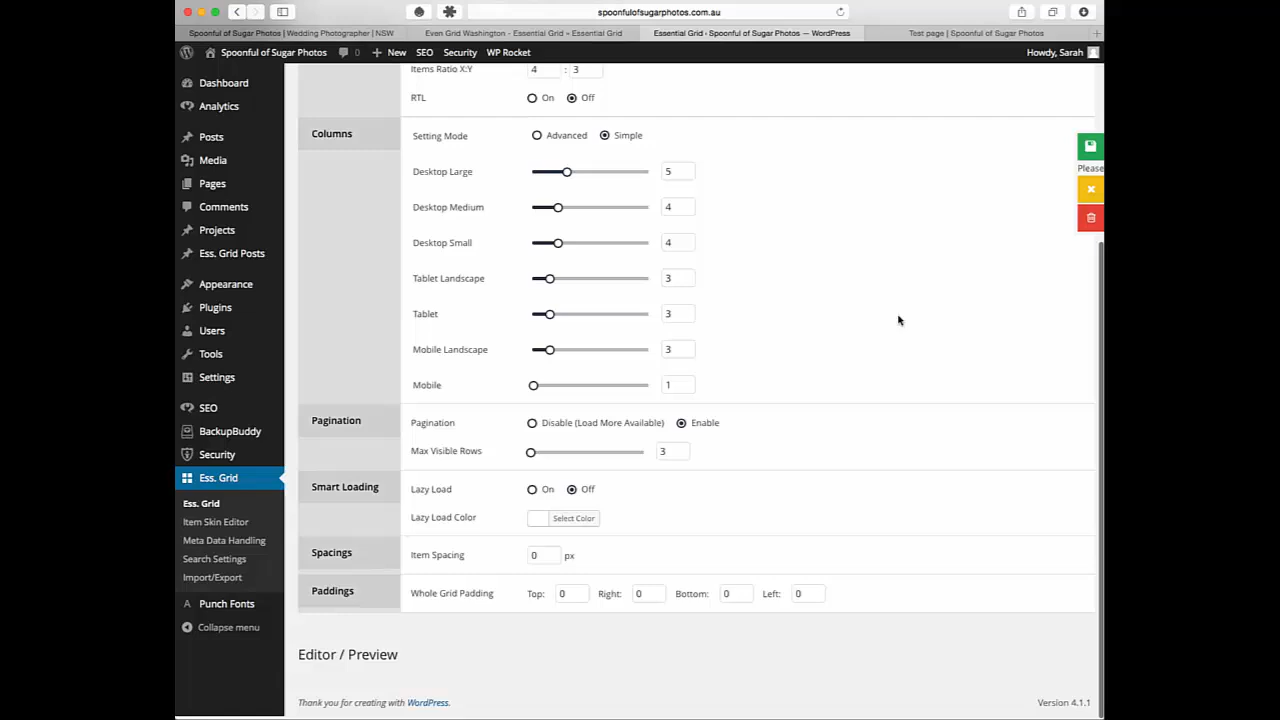 spoonfulofsugarphotos.com.au
Spoonful of Sugar Photos | Wedding Photographer | NSW
Even Grid Washington - Essential Grid – Essential Grid
Essential Grid ‹ Spoonful of Sugar Photos — WordPress
Test page | Spoonful of Sugar Photos
Spoonful of Sugar Photos
0
New
SEO
Security
WP Rocket
Howdy, Sarah
Dashboard
Analytics
Posts
Media
Pages
Comments
Projects
Ess. Grid Posts
Appearance
Plugins
Users
Tools
Settings
SEO
BackupBuddy
Security
Ess. Grid
Ess. Grid
Item Skin Editor
Meta Data Handling
Search Settings
Import/Export
Punch Fonts
Collapse menu
Items Ratio X:Y 4 : 3
RTL On Off
Columns
Setting Mode Advanced Simple
Desktop Large 5
Desktop Medium 4
Desktop Small 4
Tablet Landscape 3
Tablet 3
Mobile Landscape 3
Mobile 1
Pagination
Pagination Disable (Load More Available) Enable
Max Visible Rows 3
Smart Loading
Lazy Load On Off
Lazy Load Color Select Color
Spacings
Item Spacing 0 px
Paddings
Whole Grid Padding Top: 0 Right: 0 Bottom: 0 Left: 0
Please
Editor / Preview
Thank you for creating with WordPress.
Version 4.1.1